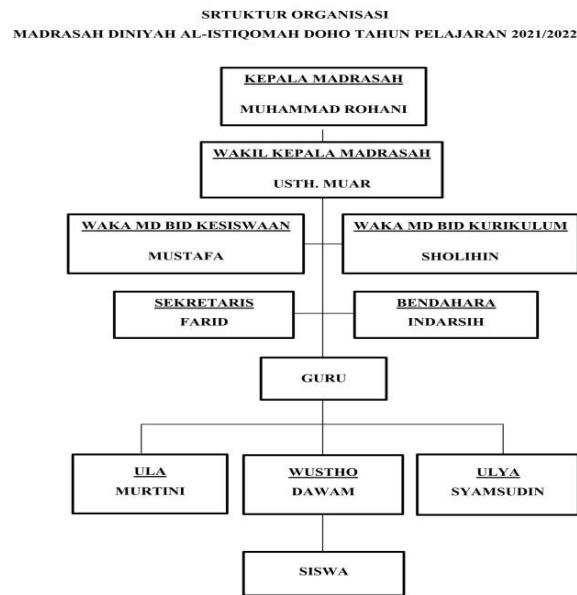 SRTUKTUR ORGANISASI
MADRASAH DINIYAH AL-ISTIQOMAH DOHO TAHUN PELAJARAN 2021/2022
KEPALA MADRASAH
MUHAMMAD ROHANI
WAKIL KEPALA MADRASAH
USTH. MUAR
WAKA MD BID KESISWAAN
MUSTAFA
WAKA MD BID KURIKULUM
SHOLIHIN
SEKRETARIS
FARID
BENDAHARA
INDARSIH
GURU
ULA
MURTINI
WUSTHO
DAWAM
ULYA
SYAMSUDIN
SISWA